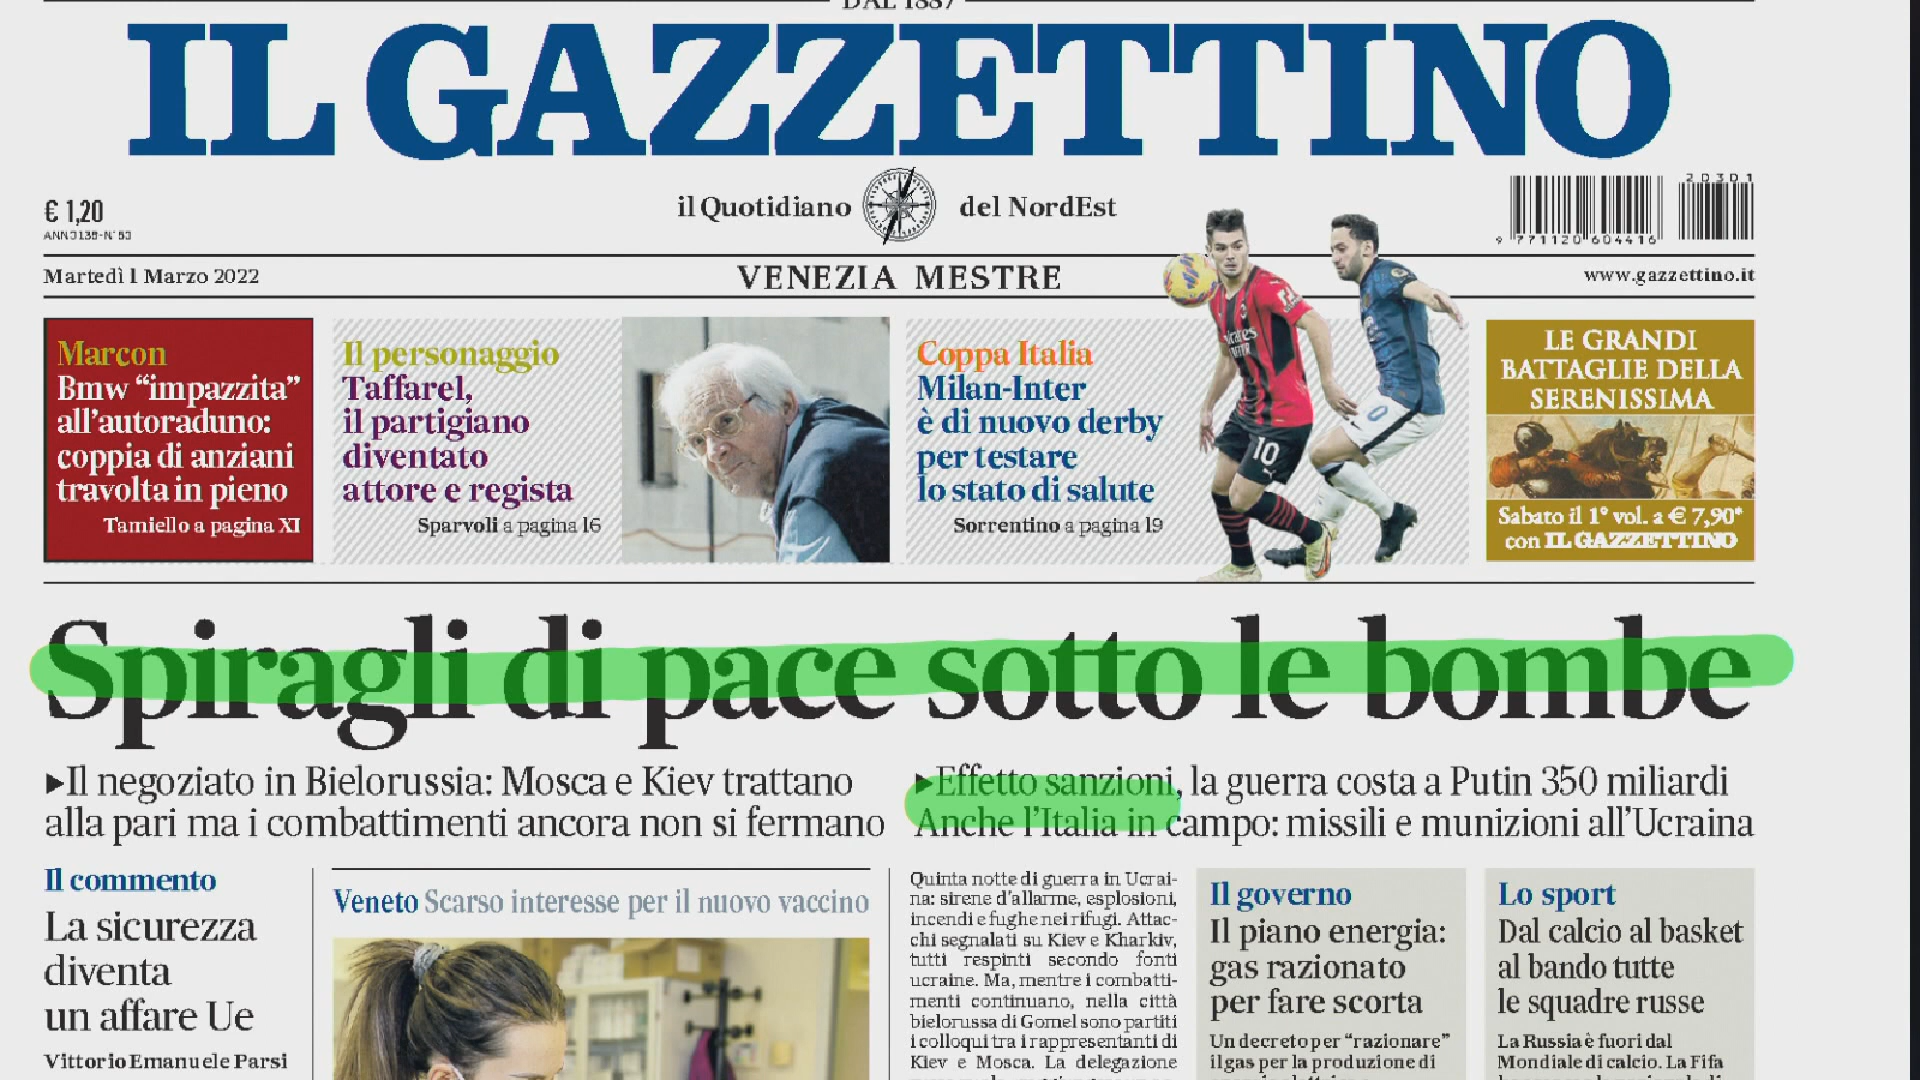 DAL 1887
IL GAZZETTINO
€ 1,20
ANNO 136 - N° 50
il Quotidiano del NordEst
20301
9 771120 604416
Martedì 1 Marzo 2022
VENEZIA MESTRE
www.gazzettino.it
Marcon
Bmw “impazzita”
all’autoraduno:
coppia di anziani
travolta in pieno
Tamiello a pagina XI
Il personaggio
Taffarel,
il partigiano
diventato
attore e regista
Sparvoli a pagina 16
Coppa Italia
Milan-Inter
è di nuovo derby
per testare
lo stato di salute
Sorrentino a pagina 19
10
LE GRANDI
BATTAGLIE DELLA
SERENISSIMA
Sabato il 1° vol. a € 7,90*
con IL GAZZETTINO
Spiragli di pace sotto le bombe
▸Il negoziato in Bielorussia: Mosca e Kiev trattano
alla pari ma i combattimenti ancora non si fermano
▸Effetto sanzioni, la guerra costa a Putin 350 miliardi
Anche l’Italia in campo: missili e munizioni all’Ucraina
Il commento
La sicurezza
diventa
un affare Ue
Vittorio Emanuele Parsi
Veneto Scarso interesse per il nuovo vaccino
Quinta notte di guerra in Ucrai-
na: sirene d’allarme, esplosioni,
incendi e fughe nei rifugi. Attac-
chi segnalati su Kiev e Kharkiv,
tutti respinti secondo fonti
ucraine. Ma, mentre i combatti-
menti continuano, nella città
bielorussa di Gomel sono partiti
i colloqui tra i rappresentanti di
Kiev e Mosca. La delegazione
Il governo
Il piano energia:
gas razionato
per fare scorta
Un decreto per “razionare”
il gas per la produzione di
Lo sport
Dal calcio al basket
al bando tutte
le squadre russe
La Russia è fuori dal
Mondiale di calcio. La Fifa